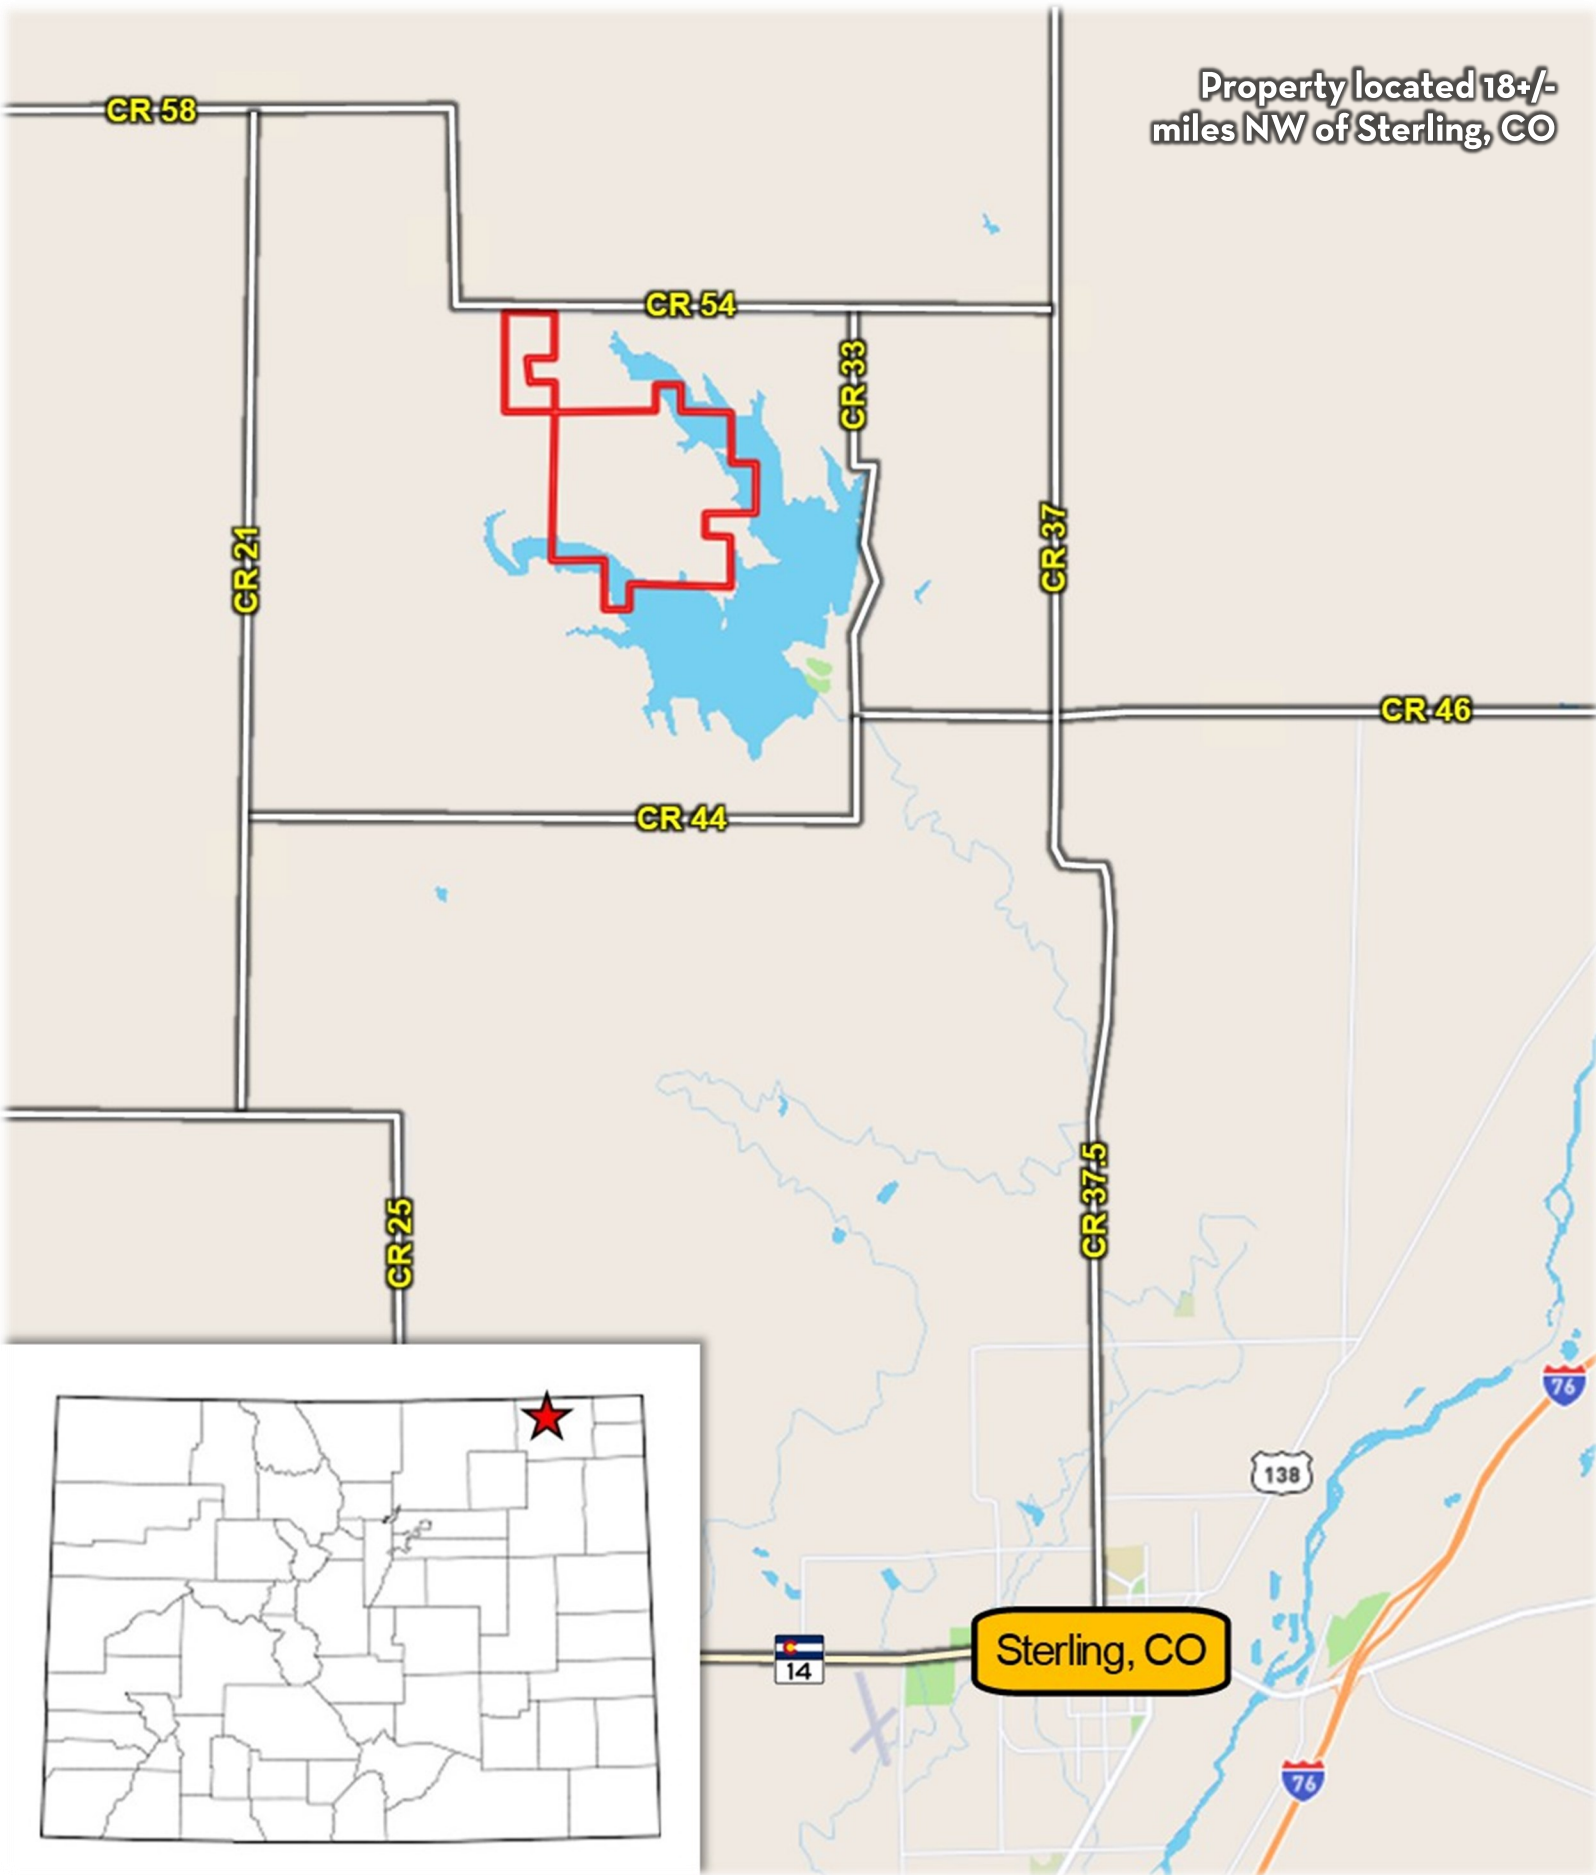 Property located 18+/-
miles NW of Sterling, CO
CR 58
CR 54
CR 33
CR 21
CR 37
CR 46
CR 44
CR 37.5
CR 25
76
138
Sterling, CO
14
76